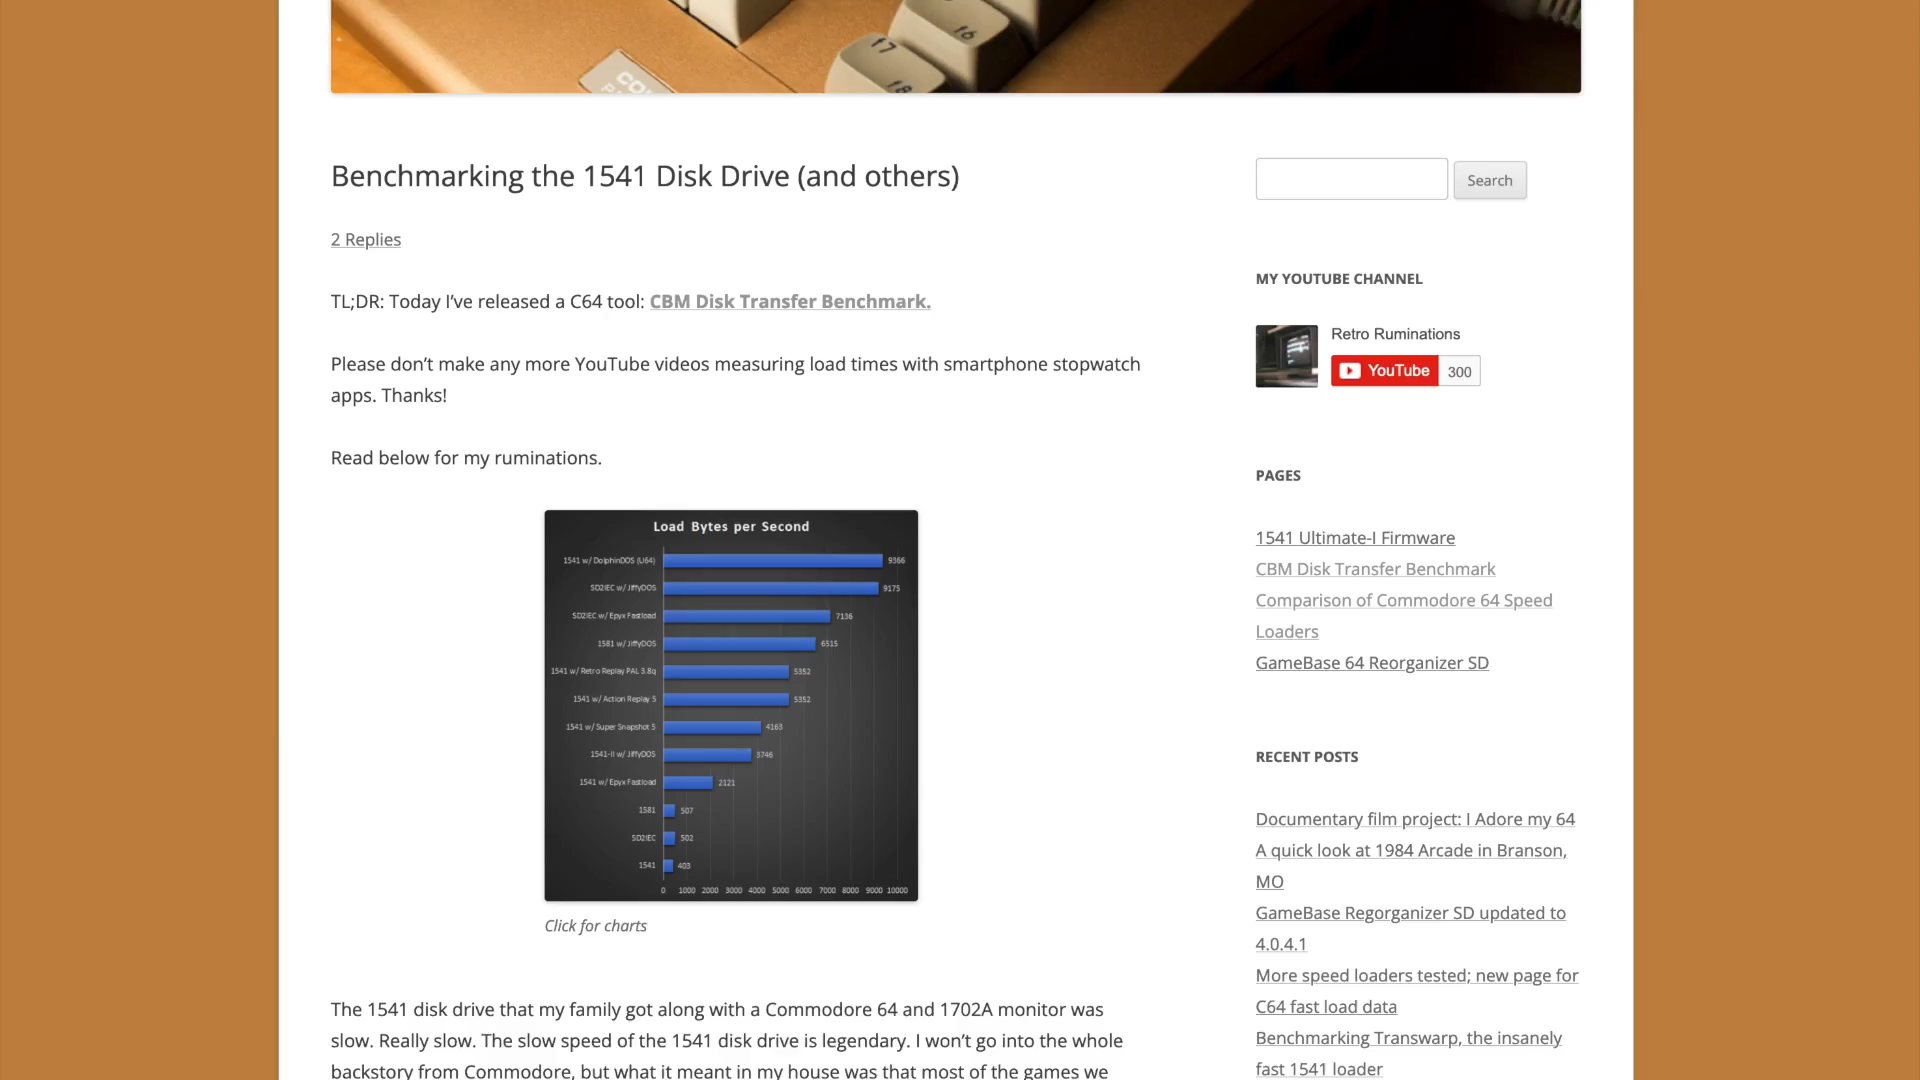 f6
f7
f8
Benchmarking the 1541 Disk Drive (and others)
2 Replies
TL;DR: Today I’ve released a C64 tool: CBM Disk Transfer Benchmark.
Please don’t make any more YouTube videos measuring load times with smartphone stopwatch
apps. Thanks!
Read below for my ruminations.
Load Bytes per Second
1541 w/ DolphinDOS (U64) 9366
SD2IEC w/ JiffyDOS 9175
SD2IEC w/ Epyx Fastload 7136
1581 w/ JiffyDOS 6515
1541 w/ Retro Replay PAL 3.8q 5352
1541 w/ Action Replay 5 5352
1541 w/ Super Snapshot 5 4163
1541-II w/ JiffyDOS 3746
1541 w/ Epyx Fastload 2121
1581 507
SD2IEC 502
1541 403
0 1000 2000 3000 4000 5000 6000 7000 8000 9000 10000
Click for charts
The 1541 disk drive that my family got along with a Commodore 64 and 1702A monitor was
slow. Really slow. The slow speed of the 1541 disk drive is legendary. I won’t go into the whole
backstory from Commodore, but what it meant in my house was that most of the games we
Search
MY YOUTUBE CHANNEL
Retro Ruminations
YouTube 300
PAGES
1541 Ultimate-I Firmware
CBM Disk Transfer Benchmark
Comparison of Commodore 64 Speed
Loaders
GameBase 64 Reorganizer SD
RECENT POSTS
Documentary film project: I Adore my 64
A quick look at 1984 Arcade in Branson,
MO
GameBase Regorganizer SD updated to
4.0.4.1
More speed loaders tested; new page for
C64 fast load data
Benchmarking Transwarp, the insanely
fast 1541 loader